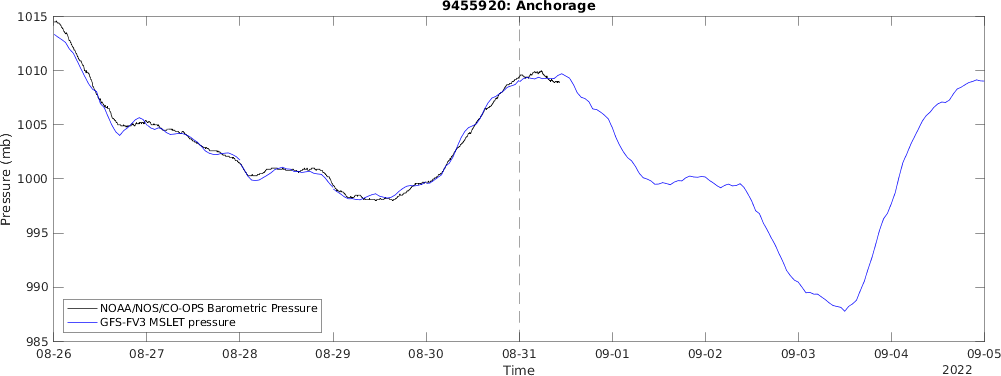 9455920: Anchorage
1015
1010
1005
1000
995
990
985
Pressure (mb)
NOAA/NOS/CO-OPS Barometric Pressure
GFS-FV3 MSLET pressure
08-26 08-27 08-28 08-29 08-30 08-31 09-01 09-02 09-03 09-04 09-05
Time
2022